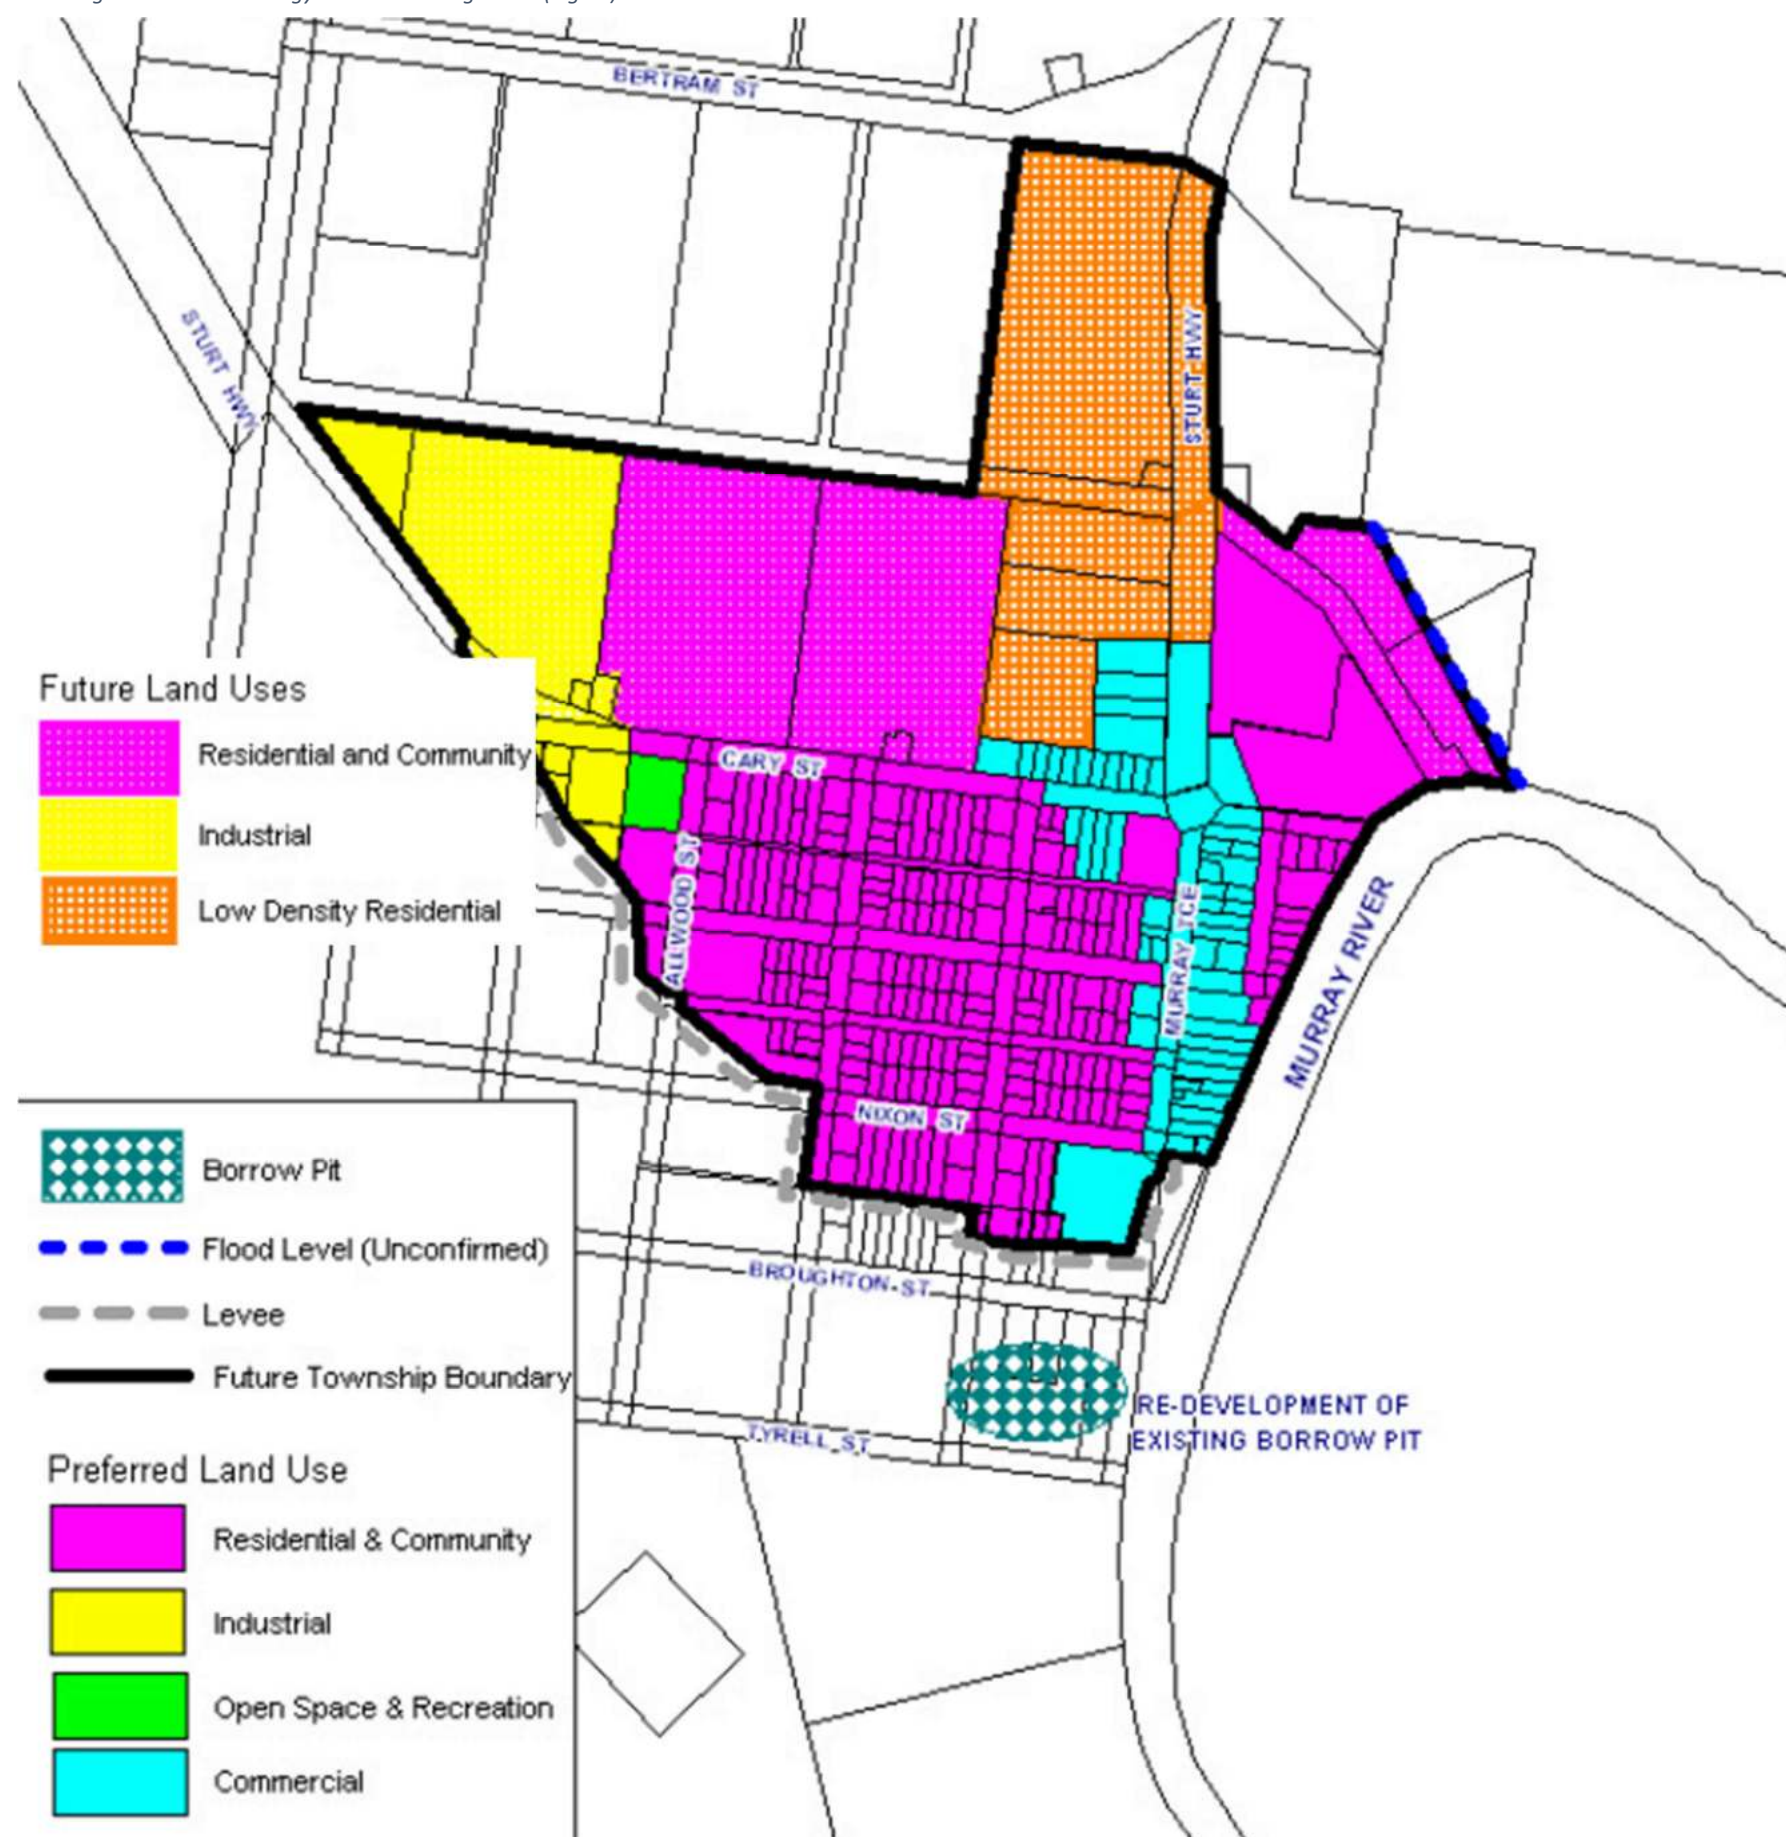 BERTRAM ST
STURT HWY
STURT HWY
Future Land Uses
Residential and Community
Industrial
Low Density Residential
CARY ST
ALLWOOD ST
MURRAY TCE
MURRAY RIVER
NIXON ST
BROUGHTON ST
TYRELL ST
RE-DEVELOPMENT OF
EXISTING BORROW PIT
Borrow Pit
Flood Level (Unconfirmed)
Levee
Future Township Boundary
Preferred Land Use
Residential & Community
Industrial
Open Space & Recreation
Commercial